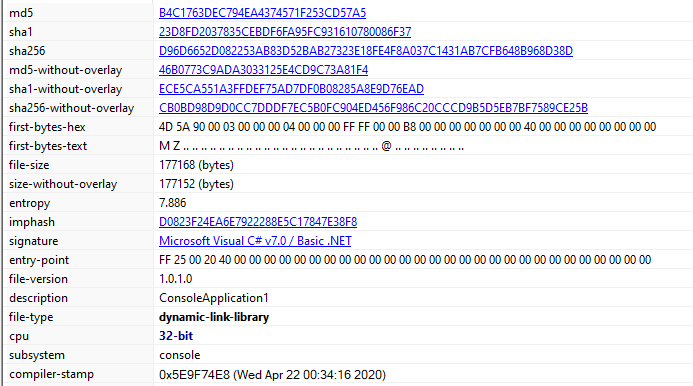 md5 B4C1763DEC794EA4374571F253CD57A5
sha1 23D8FD2037835CEBDF6FA95FC931610780086F37
sha256 D96D6652D082253AB83D52BAB27323E18FE4F8A037C1431AB7CFB648B968D38D
md5-without-overlay 46B0773C9ADA3033125E4CD9C73A81F4
sha1-without-overlay ECE5CA551A3FFDEF75AD7DF0B08285A8E9D76EAD
sha256-without-overlay CB0BD98D9D0CC7DDDF7EC5B0FC904ED456F986C20CCCD9B5D5EB7BF7589CE25B
first-bytes-hex 4D 5A 90 00 03 00 00 00 04 00 00 00 FF FF 00 00 B8 00 00 00 00 00 00 00 40 00 00 00 00 00 00 00
first-bytes-text M Z .. .. .. .. .. .. .. .. .. .. .. .. .. .. .. .. .. .. .. .. .. .. @ .. .. .. .. .. .. ..
file-size 177168 (bytes)
size-without-overlay 177152 (bytes)
entropy 7.886
imphash D0823F24EA6E7922288E5C17847E38F8
signature Microsoft Visual C# v7.0 / Basic .NET
entry-point FF 25 00 20 40 00 00 00 00 00 00 00 00 00 00 00 00 00 00 00 00 00 00 00 00 00 00 00 00 00 00 00
file-version 1.0.1.0
description ConsoleApplication1
file-type dynamic-link-library
cpu 32-bit
subsystem console
compiler-stamp 0x5E9F74E8 (Wed Apr 22 00:34:16 2020)